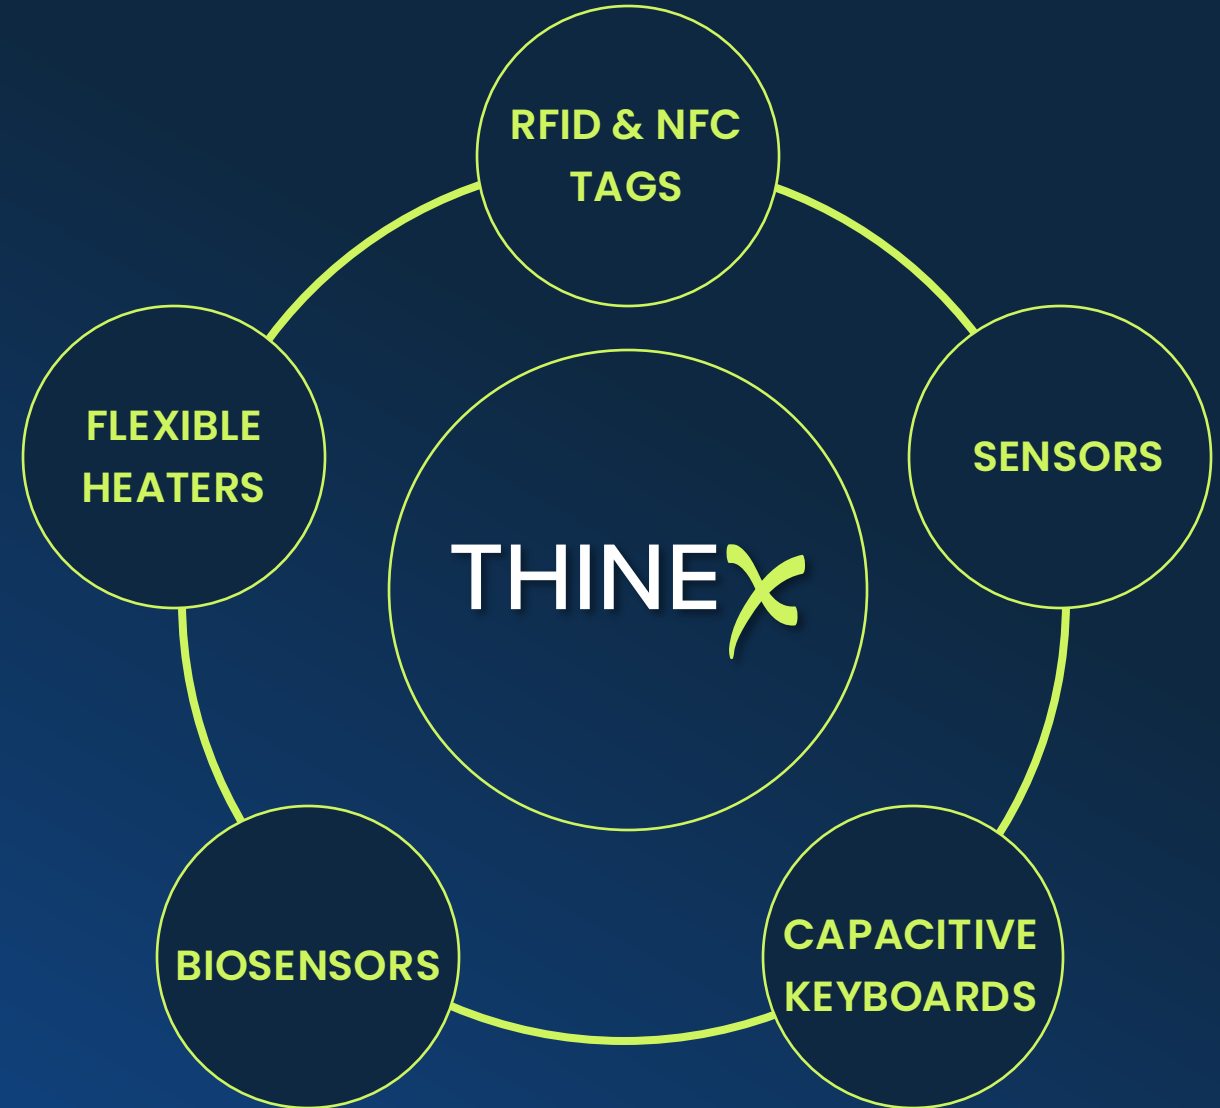 RFID & NFC
TAGS
FLEXIBLE
HEATERS
SENSORS
THINEX
BIOSENSORS
CAPACITIVE
KEYBOARDS